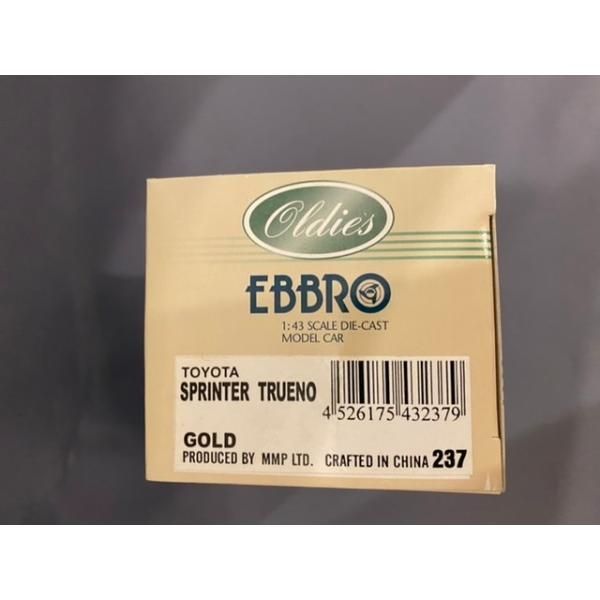 Oldies
EBBRO
1:43 SCALE DIE-CAST
MODEL CAR
TOYOTA
SPRINTER TRUENO
4 526175 432379
GOLD
PRODUCED BY MMP LTD. CRAFTED IN CHINA 237